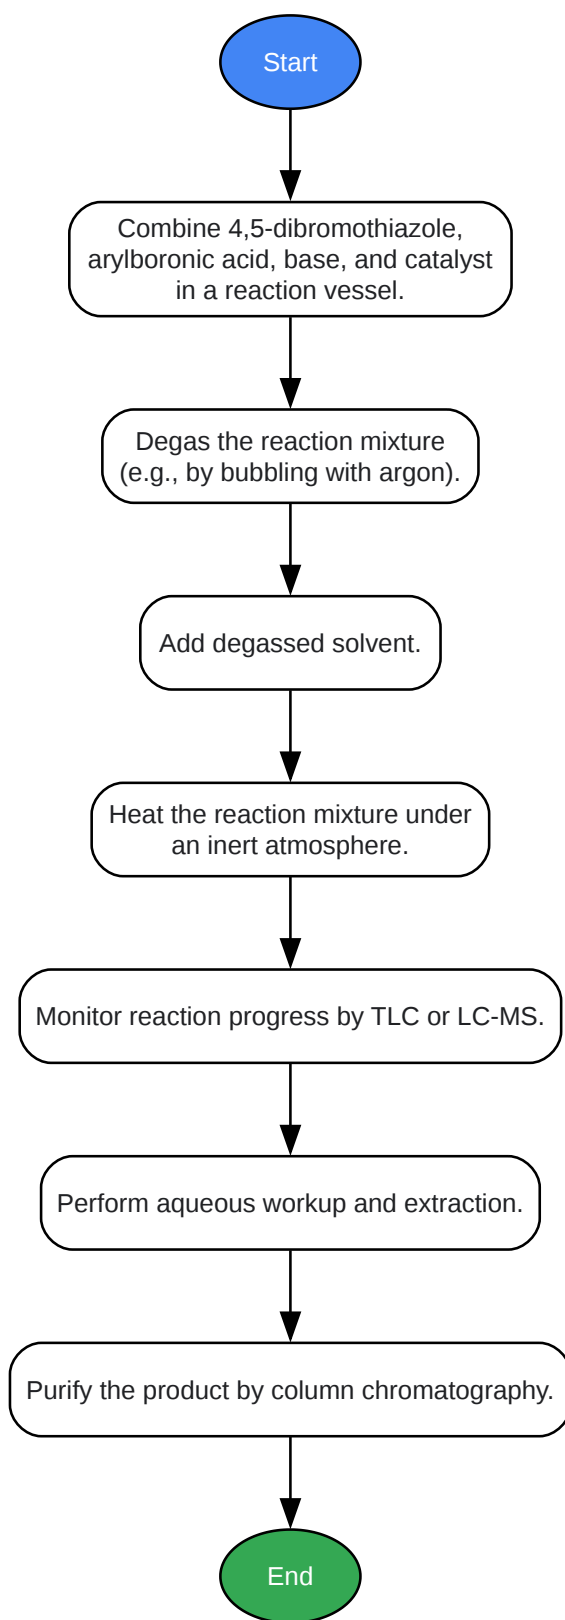 Start
Combine 4,5-dibromothiazole,
arylboronic acid, base, and catalyst
in a reaction vessel.
Degas the reaction mixture
(e.g., by bubbling with argon).
Add degassed solvent.
Heat the reaction mixture under
an inert atmosphere.
Monitor reaction progress by TLC or LC-MS.
Perform aqueous workup and extraction.
Purify the product by column chromatography.
End